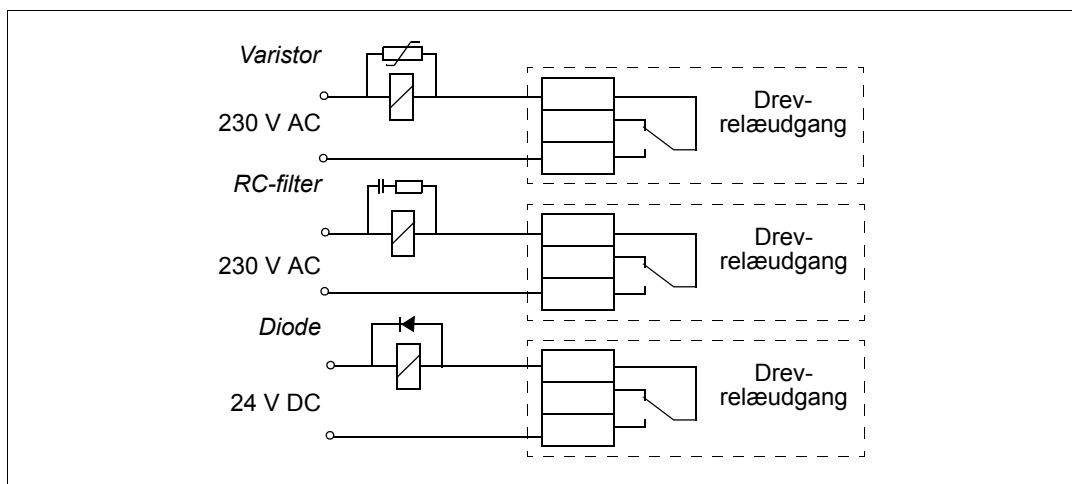 Varistor
230 V AC
Drev-
relæudgang
RC-filter
230 V AC
Drev-
relæudgang
Diode
24 V DC
Drev-
relæudgang